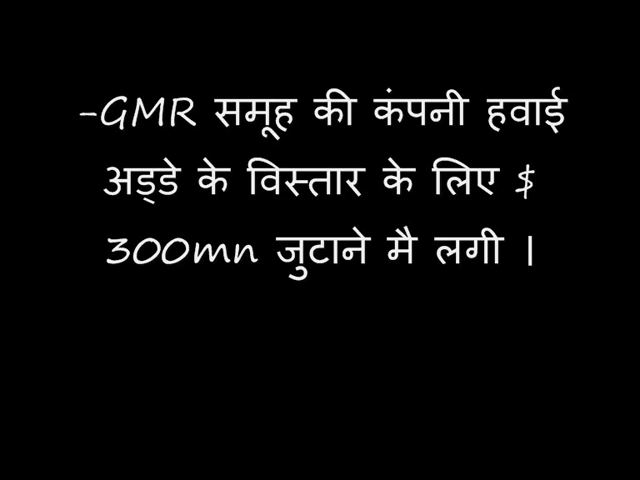 -GMR समूह की कंपनी हवाई
अड्डे के विस्तार के लिए $
300mn जुटाने मै लगी |